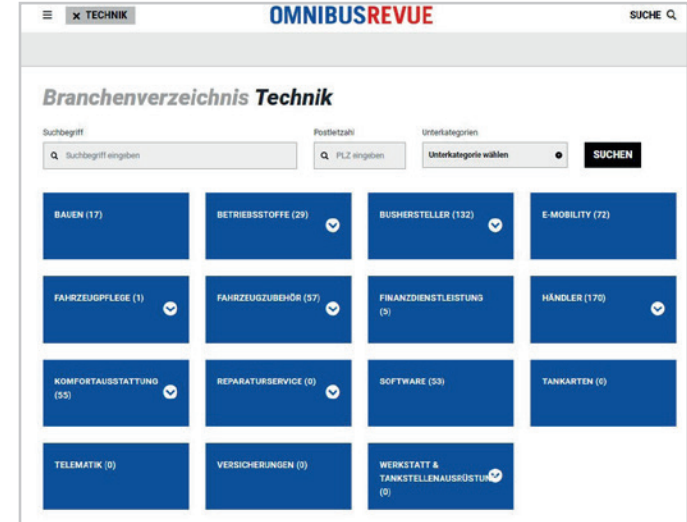 × TECHNIK
OMNIBUSREVUE
SUCHE
Branchenverzeichnis Technik
Suchbegriff
Postleitzahl
Unterkategorien
Suchbegriff eingeben
PLZ eingeben
Unterkategorie wählen
SUCHEN
BAUEN (17)
BETRIEBSSTOFFE (29)
BUSHERSTELLER (132)
E-MOBILITY (72)
FAHRZEUGPFLEGE (1)
FAHRZEUGZUBEHÖR (57)
FINANZDIENSTLEISTUNG
(5)
HÄNDLER (170)
KOMFORTAUSSTATTUNG
(55)
REPARATURSERVICE (0)
SOFTWARE (53)
TANKARTEN (6)
TELEMATIK (0)
VERSICHERUNGEN (0)
WERKSTATT &
TANKSTELLENAUSRÜSTUNG
(0)